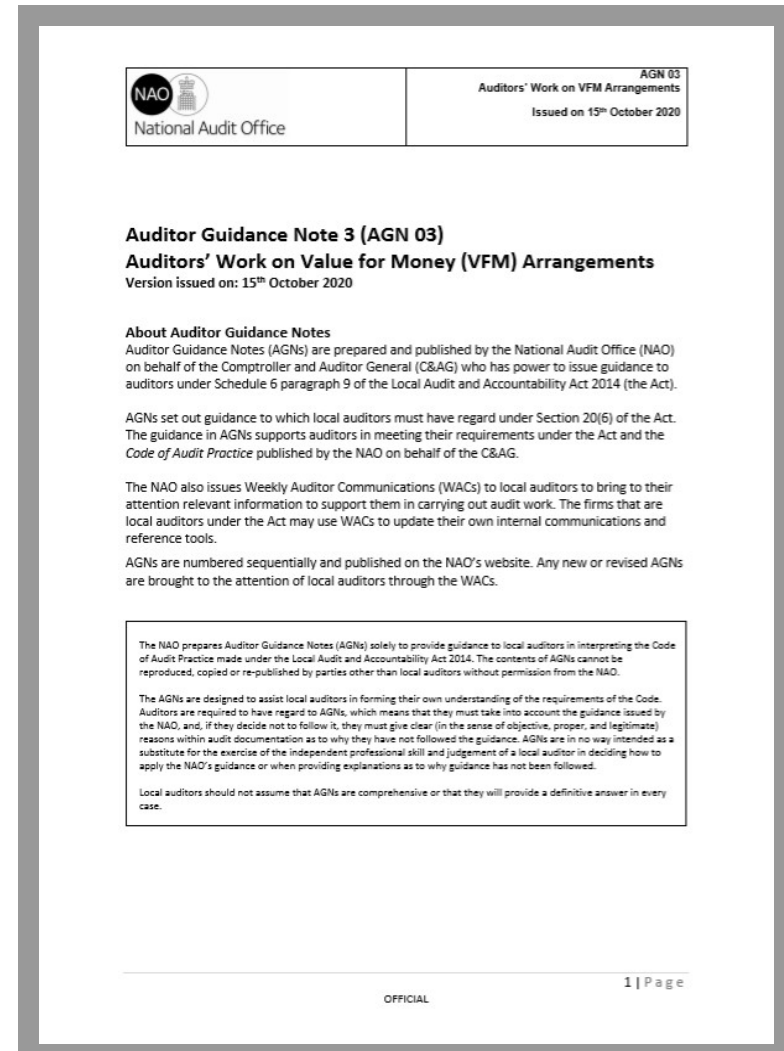 NAO
National Audit Office
AGN 03
Auditors' Work on VFM Arrangements
Issued on 15th October 2020
Auditor Guidance Note 3 (AGN 03)
Auditors' Work on Value for Money (VFM) Arrangements
Version issued on: 15th October 2020
About Auditor Guidance Notes
Auditor Guidance Notes (AGNs) are prepared and published by the National Audit Office (NAO)
on behalf of the Comptroller and Auditor General (C&AG) who has power to issue guidance to
auditors under Schedule 6 paragraph 9 of the Local Audit and Accountability Act 2014 (the Act).
AGNs set out guidance to which local auditors must have regard under Section 20(6) of the Act.
The guidance in AGNs supports auditors in meeting their requirements under the Act and the
Code of Audit Practice published by the NAO on behalf of the C&AG.
The NAO also issues Weekly Auditor Communications (WACs) to local auditors to bring to their
attention relevant information to support them in carrying out audit work. The firms that are
local auditors under the Act may use WACs to update their own internal communications and
reference tools.
AGNs are numbered sequentially and published on the NAO's website. Any new or revised AGNs
are brought to the attention of local auditors through the WACs.
The NAO prepares Auditor Guidance Notes (AGNs) solely to provide guidance to local auditors in interpreting the Code
of Audit Practice made under the Local Audit and Accountability Act 2014. The contents of AGNs cannot be
reproduced, copied or re-published by parties other than local auditors without permission from the NAO.
The AGNs are designed to assist local auditors in forming their own understanding of the requirements of the Code.
Auditors are required to have regard to AGNs, which means that they must take into account the guidance issued by
the NAO, and, if they decide not to follow it, they must give clear (in the sense of objective, proper, and legitimate)
reasons within audit documentation as to why they have not followed the guidance. AGNs are in no way intended as a
substitute for the exercise of the independent professional skill and judgement of a local auditor in deciding how to
apply the NAO's guidance or when providing explanations as to why guidance has not been followed.
Local auditors should not assume that AGNs are comprehensive or that they will provide a definitive answer in every
case.
1 | Page
OFFICIAL